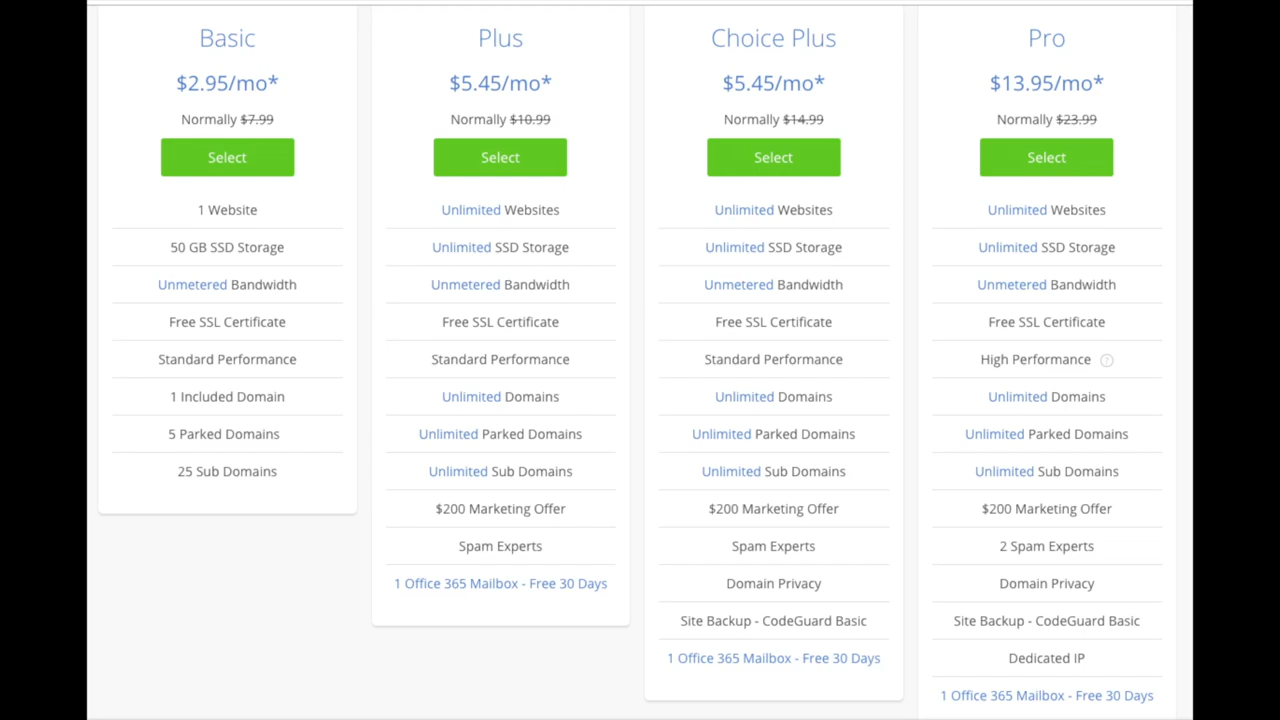 Basic
$2.95/mo*
Normally $7.99
Select
1 Website
50 GB SSD Storage
Unmetered Bandwidth
Free SSL Certificate
Standard Performance
1 Included Domain
5 Parked Domains
25 Sub Domains
Plus
$5.45/mo*
Normally $10.99
Select
Unlimited Websites
Unlimited SSD Storage
Unmetered Bandwidth
Free SSL Certificate
Standard Performance
Unlimited Domains
Unlimited Parked Domains
Unlimited Sub Domains
$200 Marketing Offer
Spam Experts
1 Office 365 Mailbox - Free 30 Days
Choice Plus
$5.45/mo*
Normally $14.99
Select
Unlimited Websites
Unlimited SSD Storage
Unmetered Bandwidth
Free SSL Certificate
Standard Performance
Unlimited Domains
Unlimited Parked Domains
Unlimited Sub Domains
$200 Marketing Offer
Spam Experts
Domain Privacy
Site Backup - CodeGuard Basic
1 Office 365 Mailbox - Free 30 Days
Pro
$13.95/mo*
Normally $23.99
Select
Unlimited Websites
Unlimited SSD Storage
Unmetered Bandwidth
Free SSL Certificate
High Performance ?
Unlimited Domains
Unlimited Parked Domains
Unlimited Sub Domains
$200 Marketing Offer
2 Spam Experts
Domain Privacy
Site Backup - CodeGuard Basic
Dedicated IP
1 Office 365 Mailbox - Free 30 Days